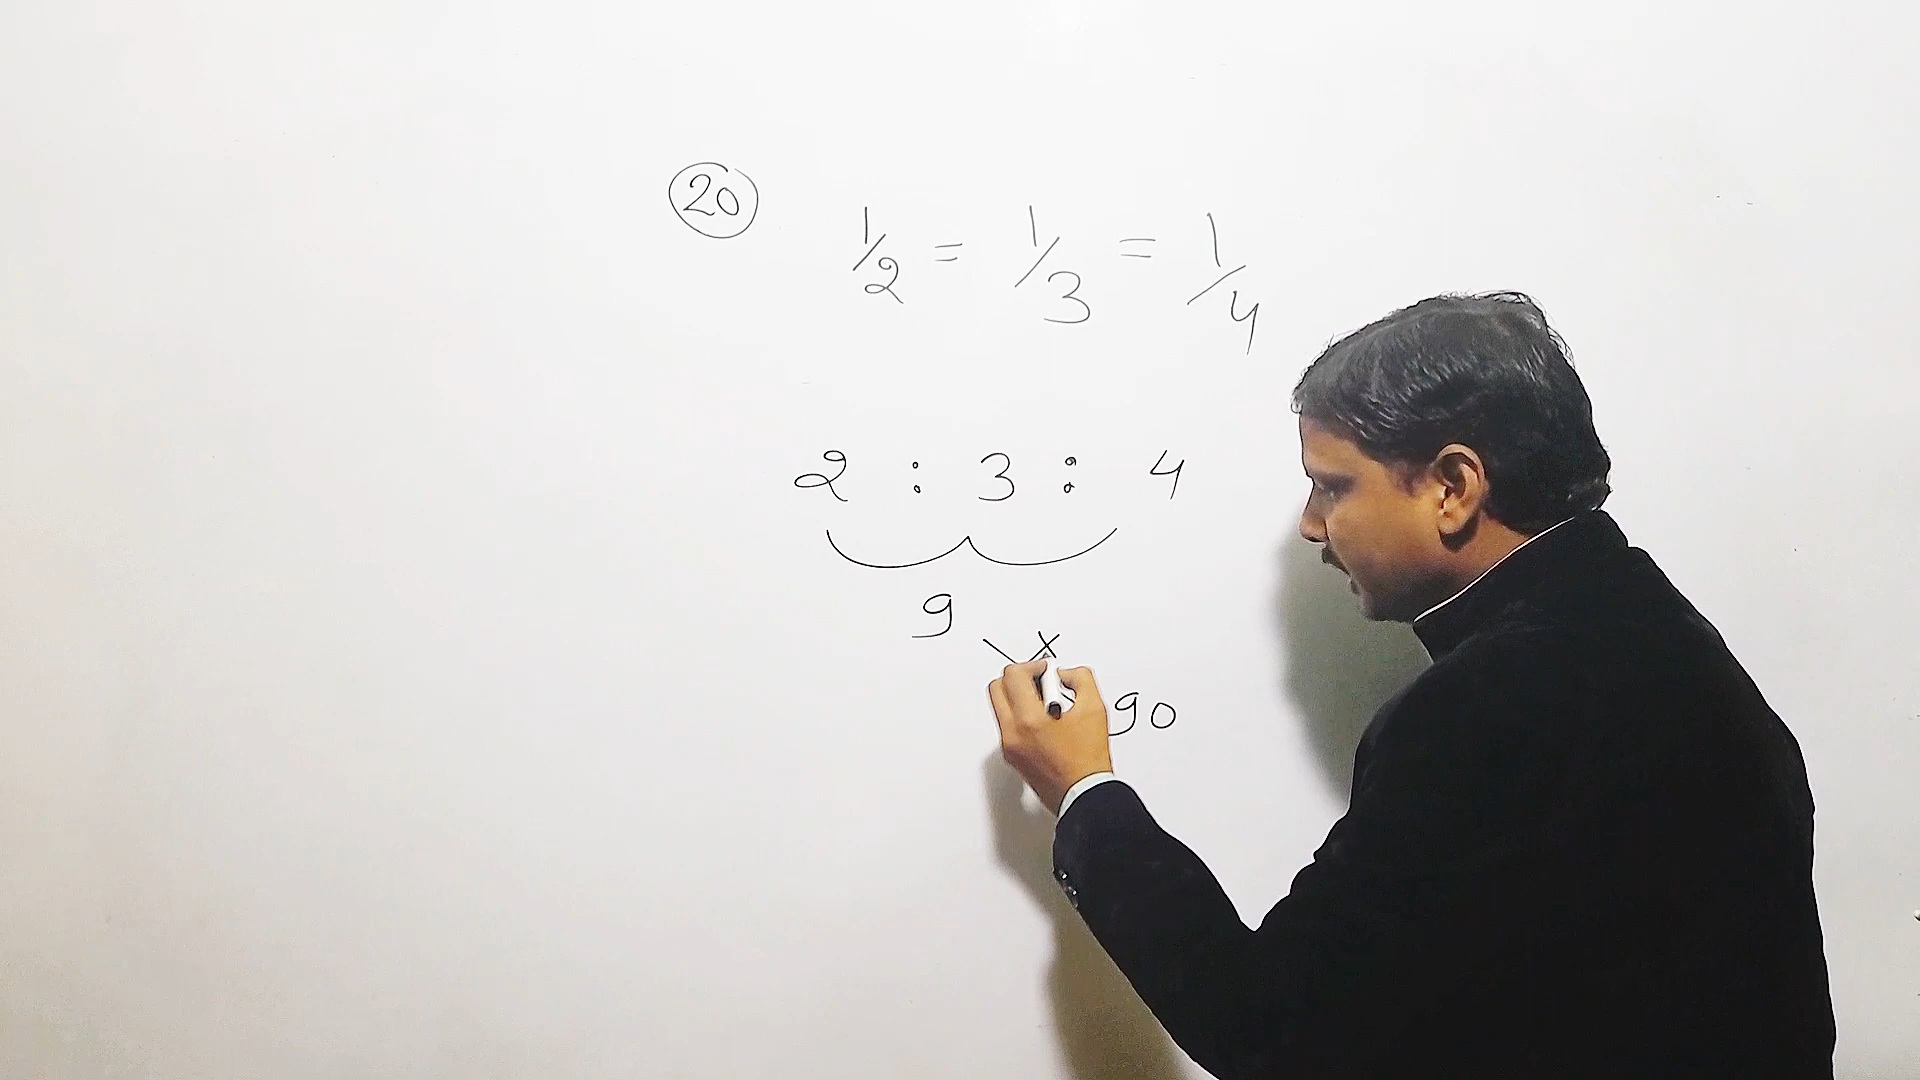 20 1/2 = 1/3 = 1/4
2 : 3 : 4
9
×
90